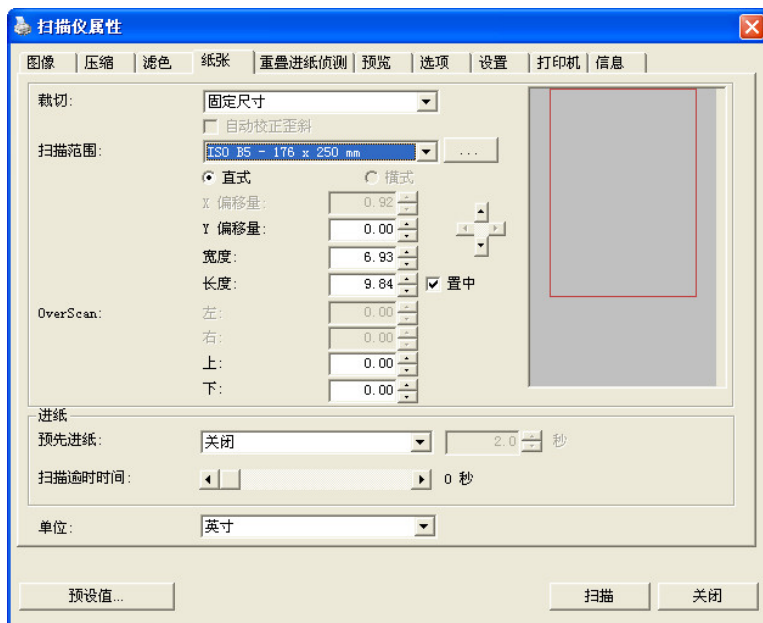 扫描仪属性
图像 压缩 滤色 纸张 重叠进纸侦测 预览 选项 设置 打印机 信息
裁切: 固定尺寸
自动校正歪斜
扫描范围: ISO B5 - 176 x 250 mm ...
直式 横式
X 偏移量: 0.92
Y 偏移量: 0.00
宽度: 6.93
长度: 9.84 置中
OverScan: 左: 0.00
右: 0.00
上: 0.00
下: 0.00
进纸
预先进纸: 关闭 2.0 秒
扫描逾时时间: 0 秒
单位: 英寸
预设值... 扫描 关闭